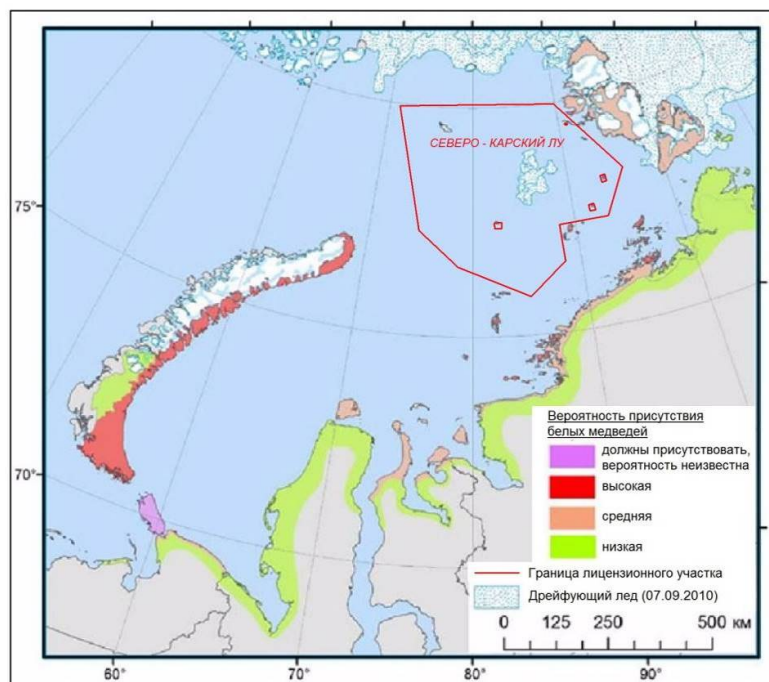 СЕВЕРО - КАРСКИЙ ЛУ
75°
70°
Вероятность присутствия
белых медведей
должны присутствовать,
вероятность неизвестна
высокая
средняя
низкая
Граница лицензионного участка
Дрейфующий лед (07.09.2010)
0 125 250 500 км
60° 70° 80° 90°